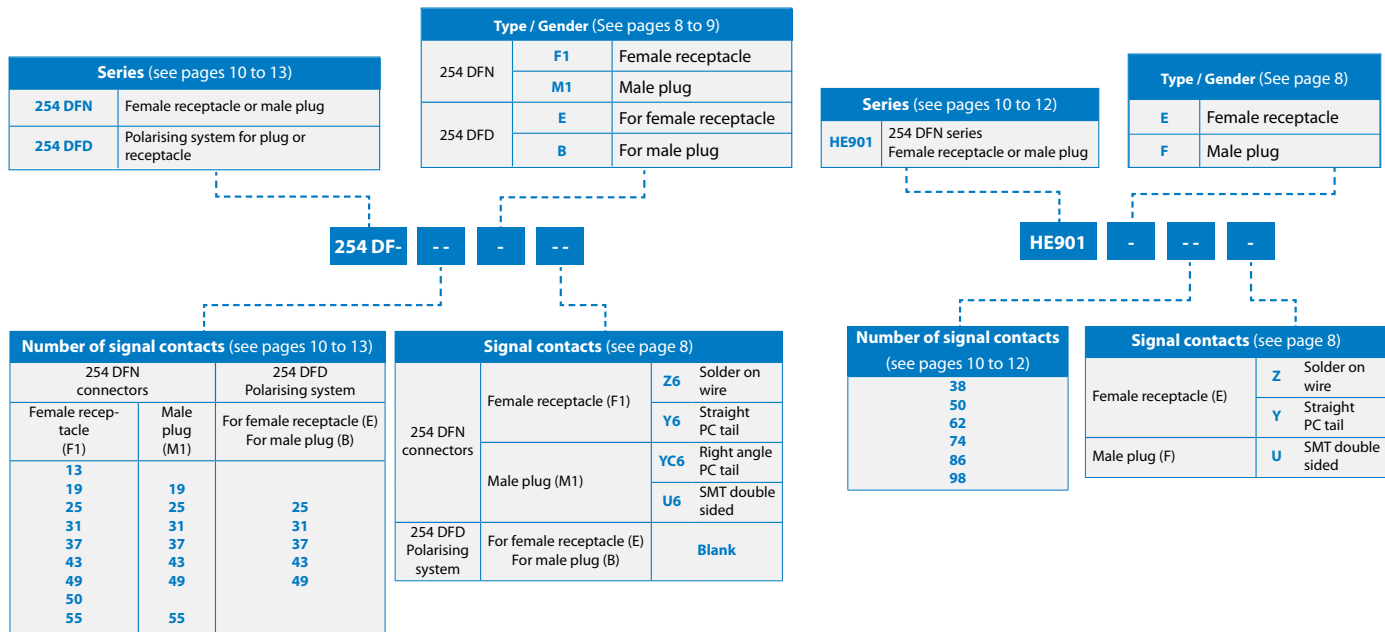 Series (see pages 10 to 13)
254 DFN Female receptacle or male plug
254 DFD Polarising system for plug or
receptacle
Type / Gender (See pages 8 to 9)
254 DFN F1 Female receptacle
M1 Male plug
254 DFD E For female receptacle
B For male plug
254 DF- - - - - -
Number of signal contacts (see pages 10 to 13)
254 DFN
connectors
254 DFD
Polarising system
Female recep-
tacle
(F1)
Male
plug
(M1)
For female receptacle (E)
For male plug (B)
13
19 19
25 25 25
31 31 31
37 37 37
43 43 43
49 49 49
50
55 55
Signal contacts (see page 8)
254 DFN
connectors
Female receptacle (F1)
Z6 Solder on
wire
Y6 Straight
PC tail
Male plug (M1)
YC6 Right angle
PC tail
U6 SMT double
sided
254 DFD
Polarising
system
For female receptacle (E)
For male plug (B)
Blank
Series (see pages 10 to 12)
HE901 254 DFN series
Female receptacle or male plug
Type / Gender (See page 8)
E Female receptacle
F Male plug
HE901 - - - -
Number of signal contacts
(see pages 10 to 12)
38
50
62
74
86
98
Signal contacts (see page 8)
Female receptacle (E)
Z Solder on
wire
Y Straight
PC tail
Male plug (F) U SMT double
sided